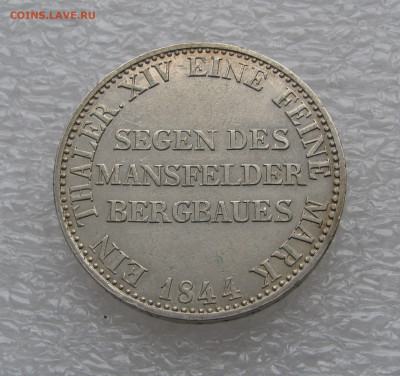 COINS.LAVE.RU
EIN THALER. XIV EINE FEINE MARK
SEGEN DES
MANSFELDER
BERGBAUES
1844